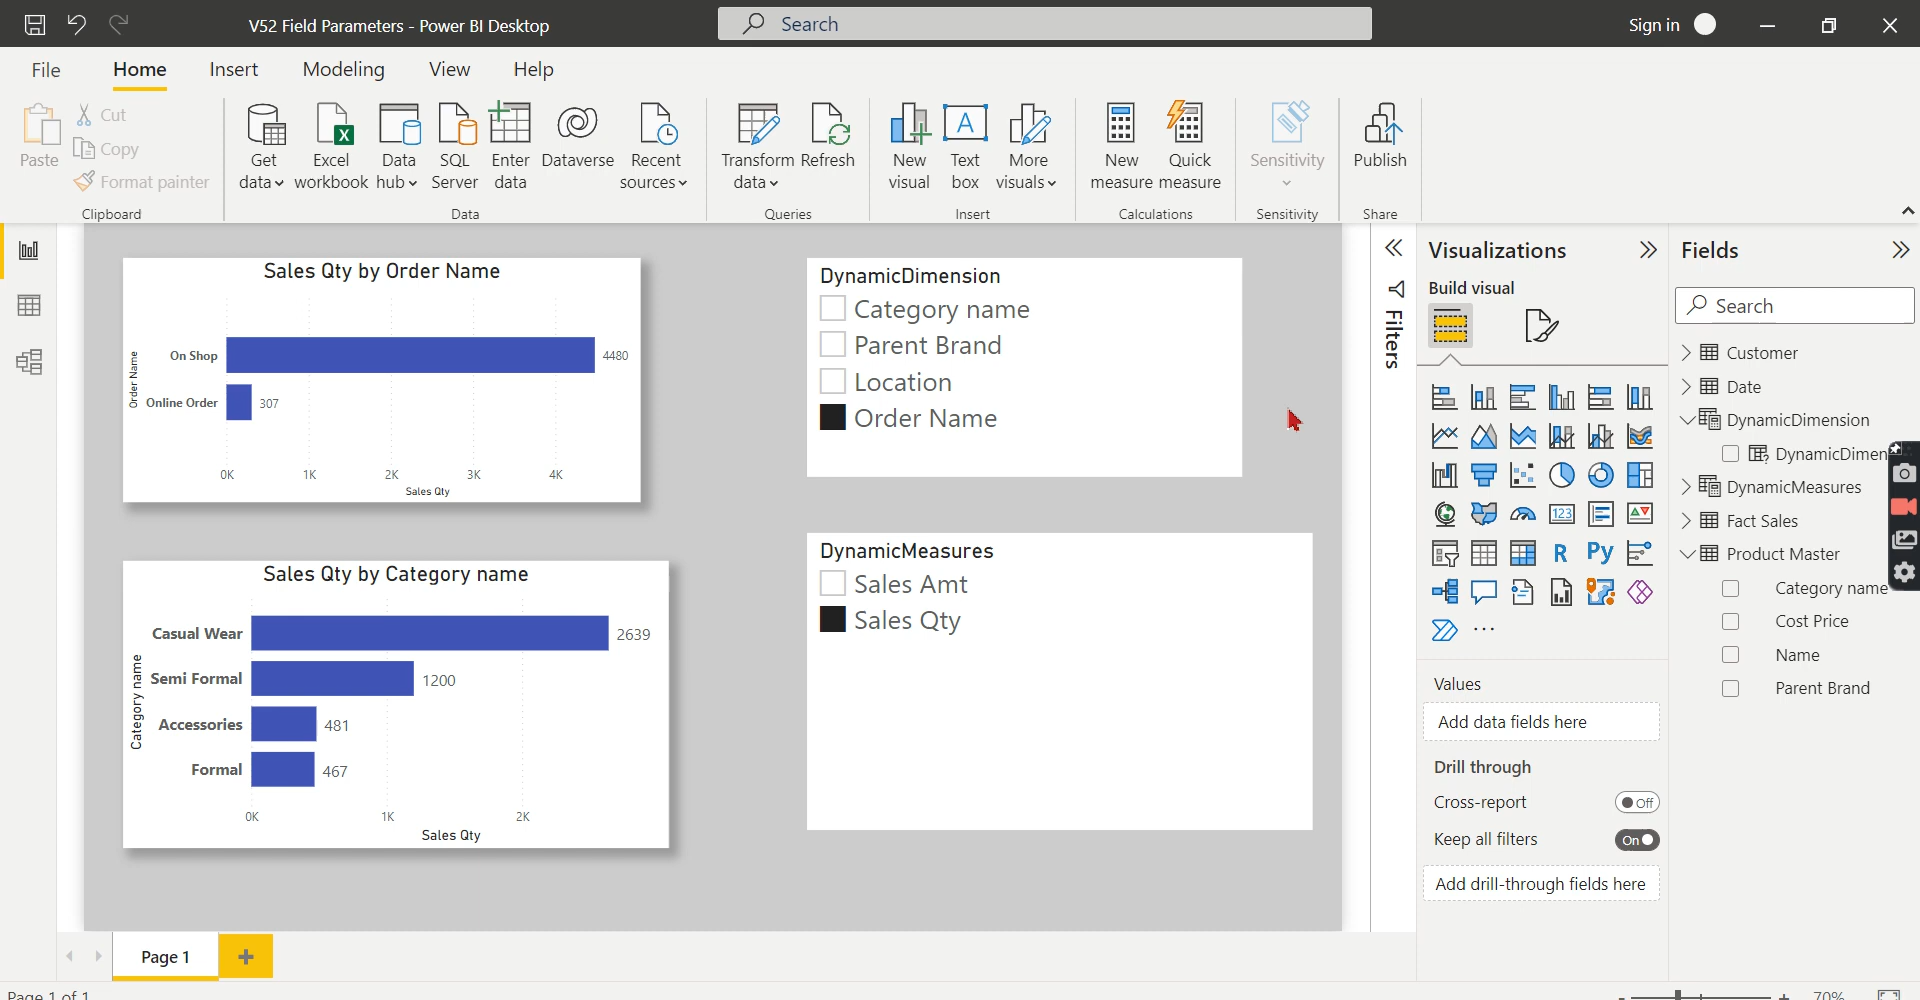 V52 Field Parameters - Power BI Desktop
Search
Sign in
File
Home
Insert
Modeling
View
Help
Paste
Cut
Copy
Format painter
Clipboard
Get data
Excel workbook
Data hub
SQL Server
Enter data
Dataverse
Recent sources
Data
Transform data
Refresh
Queries
New visual
Text box
More visuals
Insert
New measure
Quick measure
Calculations
Sensitivity
Sensitivity
Publish
Share
Sales Qty by Order Name
Order Name
On Shop
4480
Online Order
307
0K
1K
2K
3K
4K
Sales Qty
Sales Qty by Category name
Category name
Casual Wear
2639
Semi Formal
1200
Accessories
481
Formal
467
0K
1K
2K
Sales Qty
DynamicDimension
Category name
Parent Brand
Location
Order Name
DynamicMeasures
Sales Amt
Sales Qty
Filters
Visualizations
Build visual
123
R
Py
Values
Add data fields here
Drill through
Cross-report
Off
Keep all filters
On
Add drill-through fields here
Fields
Search
Customer
Date
DynamicDimension
DynamicDimen
DynamicMeasures
Fact Sales
Product Master
Category name
Cost Price
Name
Parent Brand
Page 1
Page 1 of 1
70%